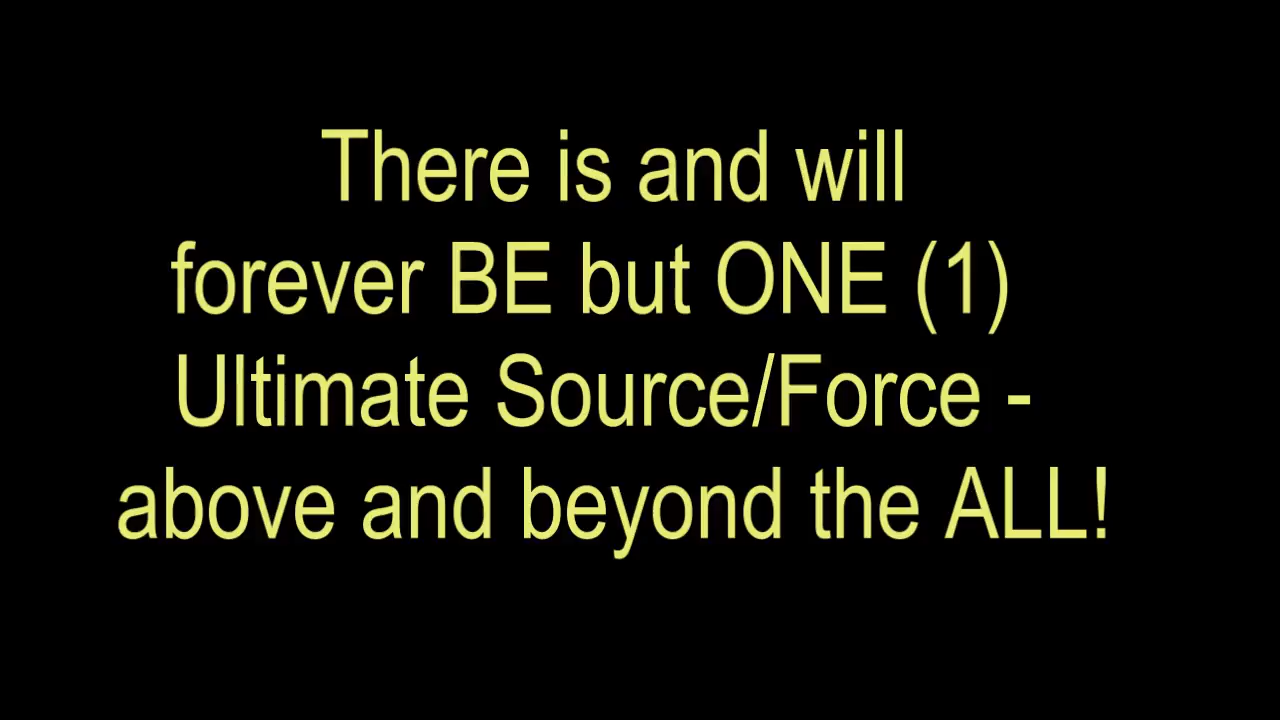 There is and will
forever BE but ONE (1)
Ultimate Source/Force -
above and beyond the ALL!